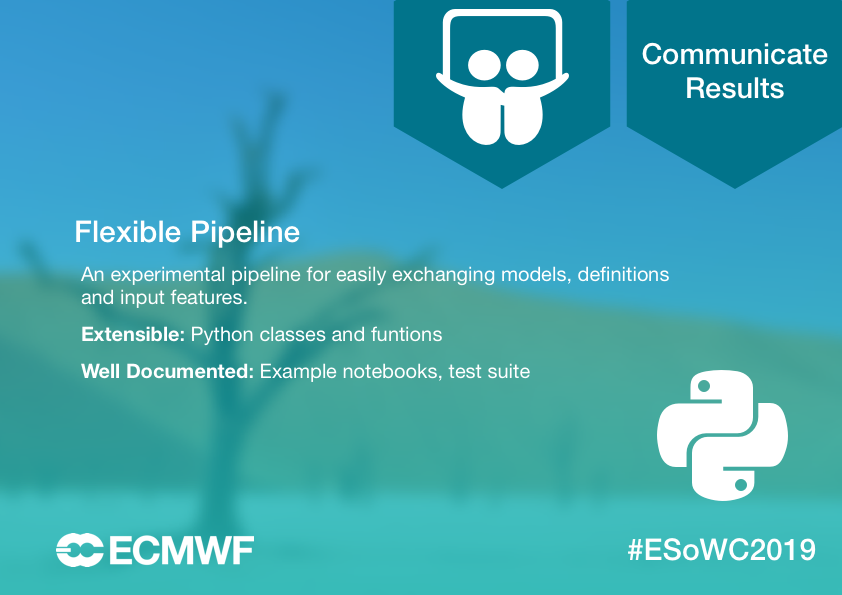 Communicate
Results
Flexible Pipeline
An experimental pipeline for easily exchanging models, definitions
and input features.
Extensible: Python classes and funtions
Well Documented: Example notebooks, test suite
ECMWF
#ESoWC2019